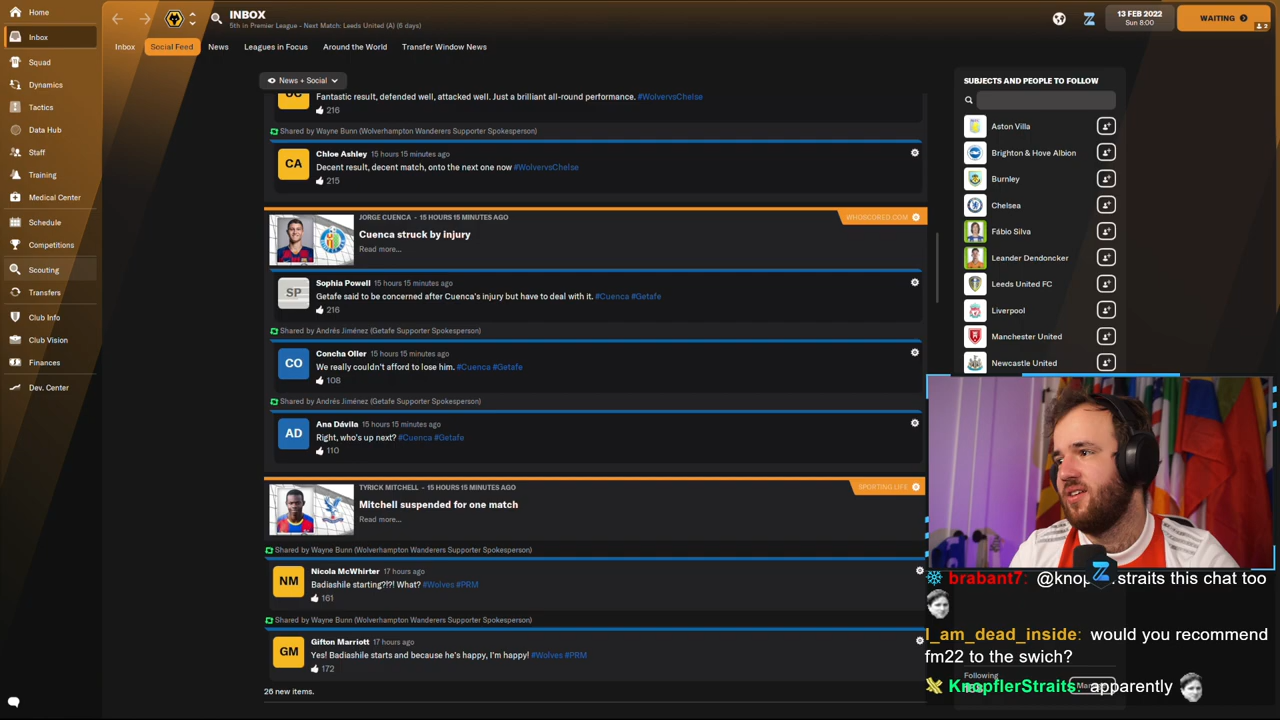 Home
Inbox
Squad
Dynamics
Tactics
Data Hub
Staff
Training
Medical Center
Schedule
Competitions
Scouting
Transfers
Club Info
Club Vision
Finances
Dev. Center
INBOX
5th in Premier League - Next Match: Leeds United (A) (6 days)
13 FEB 2022
Sun 8:00
WAITING
2
Inbox
Social Feed
News
Leagues in Focus
Around the World
Transfer Window News
News + Social
Fantastic result, defended well, attacked well. Just a brilliant all-round performance. #WolvervsChelse
216
Shared by Wayne Bunn (Wolverhampton Wanderers Supporter Spokesperson)
CA
Chloe Ashley 15 hours 15 minutes ago
Decent result, decent match, onto the next one now #WolvervsChelse
215
JORGE CUENCA - 15 HOURS 15 MINUTES AGO
WHOSCORED.COM
Cuenca struck by injury
Read more...
SP
Sophia Powell 15 hours 15 minutes ago
Getafe said to be concerned after Cuenca's injury but have to deal with it. #Cuenca #Getafe
216
Shared by Andrés Jiménez (Getafe Supporter Spokesperson)
CO
Concha Oller 15 hours 15 minutes ago
We really couldn't afford to lose him. #Cuenca #Getafe
108
Shared by Andrés Jiménez (Getafe Supporter Spokesperson)
AD
Ana Dávila 15 hours 15 minutes ago
Right, who's up next? #Cuenca #Getafe
110
TYRICK MITCHELL - 15 HOURS 15 MINUTES AGO
SPORTING LIFE
Mitchell suspended for one match
Read more...
Shared by Wayne Bunn (Wolverhampton Wanderers Supporter Spokesperson)
NM
Nicola McWhirter 17 hours ago
Badiashile starting?!?! What? #Wolves #PRM
161
Shared by Wayne Bunn (Wolverhampton Wanderers Supporter Spokesperson)
GM
Gifton Marriott 17 hours ago
Yes! Badiashile starts and because he's happy, I'm happy! #Wolves #PRM
172
26 new items.
SUBJECTS AND PEOPLE TO FOLLOW
Aston Villa
Brighton & Hove Albion
Burnley
Chelsea
Fábio Silva
Leander Dendoncker
Leeds United FC
Liverpool
Manchester United
Newcastle United
brabant7: @knop straits this chat too
I_am_dead_inside: would you recommend
fm22 to the swich?
Following
KnopflerStraits: apparently